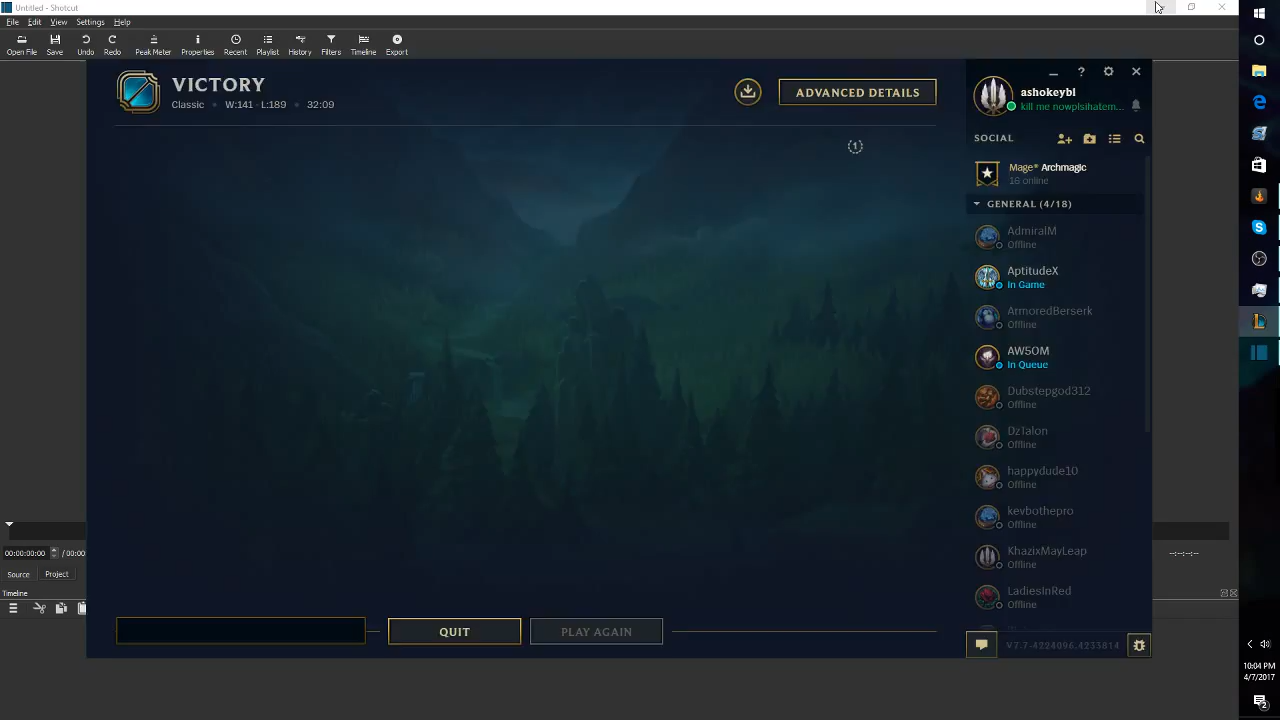 Untitled - Shotcut
File Edit View Settings Help
Open File Save Undo Redo Peak Meter Properties Recent Playlist History Filters Timeline Export
VICTORY
Classic • W:141 - L:189 • 32:09
ADVANCED DETAILS
?
ashokeybl
kill me nowplsihatem...
SOCIAL
1
Mage* Archmagic
16 online
GENERAL (4/18)
AdmiralM
Offline
AptitudeX
In Game
ArmoredBerserk
Offline
AW5OM
In Queue
Dubstepgod312
Offline
DzTalon
Offline
happydude10
Offline
kevbothepro
Offline
KhazixMayLeap
Offline
LadiesInRed
Offline
00:00:00:00 / 00:00
--:--:--:--
Source Project
Timeline
QUIT
PLAY AGAIN
V7.7-4224096.4233814
10:04 PM
4/7/2017
2